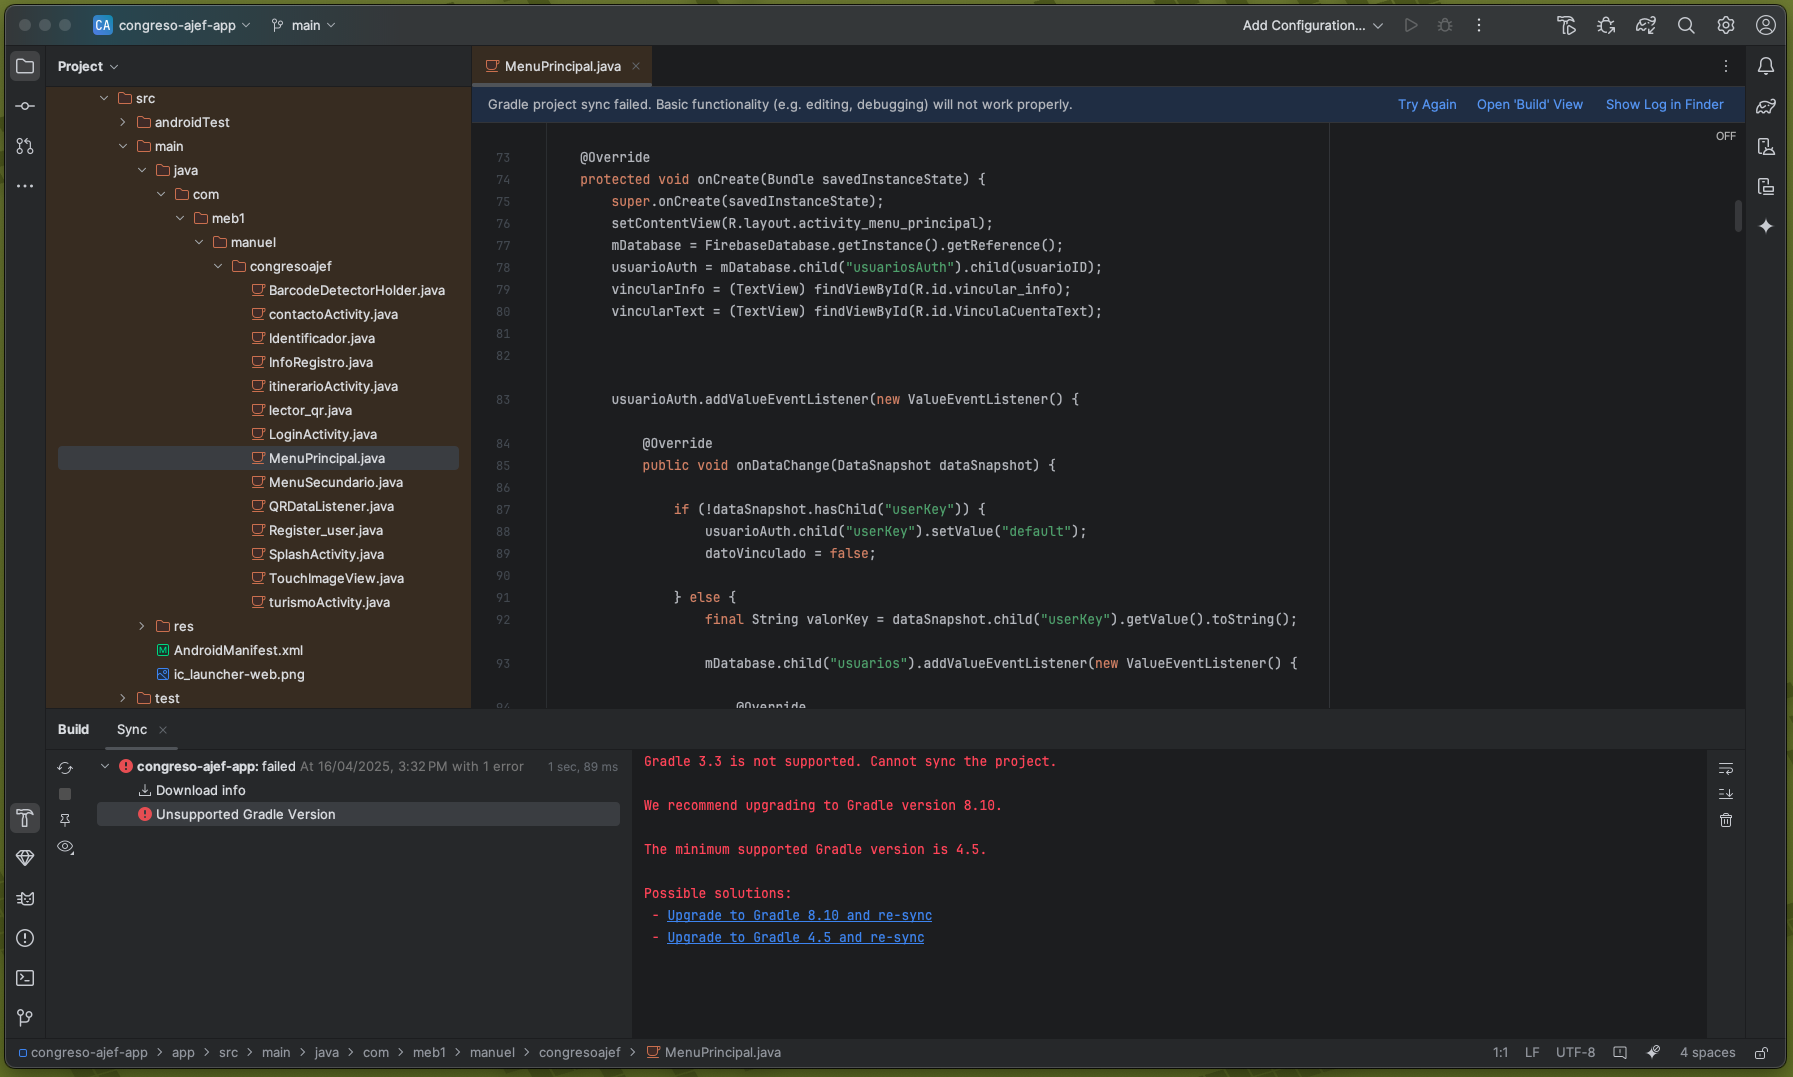 CA congreso-ajef-app main Add Configuration...
Project
MenuPrincipal.java
Gradle project sync failed. Basic functionality (e.g. editing, debugging) will not work properly. Try Again Open 'Build' View Show Log in Finder
OFF
src
androidTest
main
java
com
meb1
manuel
congresoajef
BarcodeDetectorHolder.java
contactoActivity.java
Identificador.java
InfoRegistro.java
itinerarioActivity.java
lector_qr.java
LoginActivity.java
MenuPrincipal.java
MenuSecundario.java
QRDataListener.java
Register_user.java
SplashActivity.java
TouchImageView.java
turismoActivity.java
res
AndroidManifest.xml
ic_launcher-web.png
test
73 @Override
74 protected void onCreate(Bundle savedInstanceState) {
75 super.onCreate(savedInstanceState);
76 setContentView(R.layout.activity_menu_principal);
77 mDatabase = FirebaseDatabase.getInstance().getReference();
78 usuarioAuth = mDatabase.child("usuariosAuth").child(usuarioID);
79 vincularInfo = (TextView) findViewById(R.id.vincular_info);
80 vincularText = (TextView) findViewById(R.id.VinculaCuentaText);
81
82
83 usuarioAuth.addValueEventListener(new ValueEventListener() {
84 @Override
85 public void onDataChange(DataSnapshot dataSnapshot) {
86
87 if (!dataSnapshot.hasChild("userKey")) {
88 usuarioAuth.child("userKey").setValue("default");
89 datoVinculado = false;
90
91 } else {
92 final String valorKey = dataSnapshot.child("userKey").getValue().toString();
93 mDatabase.child("usuarios").addValueEventListener(new ValueEventListener() {
94 @Override
Build Sync
congreso-ajef-app: failed At 16/04/2025, 3:32 PM with 1 error 1 sec, 89 ms
Download info
Unsupported Gradle Version
Gradle 3.3 is not supported. Cannot sync the project.
We recommend upgrading to Gradle version 8.10.
The minimum supported Gradle version is 4.5.
Possible solutions:
- Upgrade to Gradle 8.10 and re-sync
- Upgrade to Gradle 4.5 and re-sync
congreso-ajef-app > app > src > main > java > com > meb1 > manuel > congresoajef > MenuPrincipal.java 1:1 LF UTF-8 4 spaces